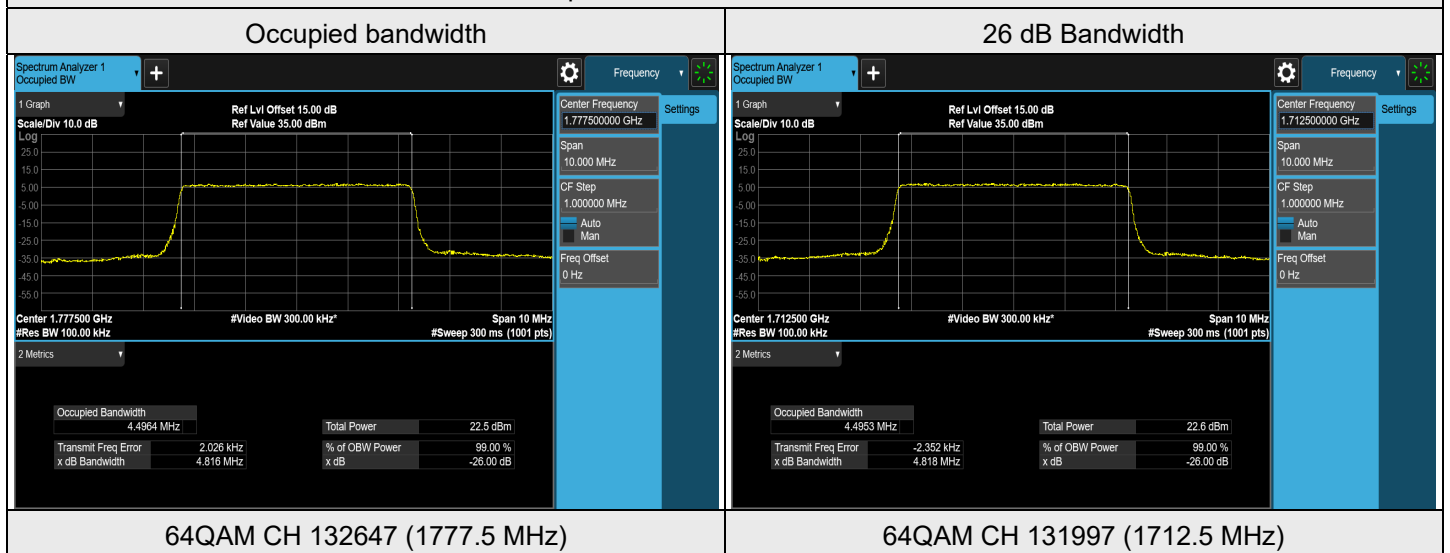 Occupied bandwidth
26 dB Bandwidth
Spectrum Analyzer 1
Occupied BW
+
Frequency
1 Graph
Scale/Div 10.0 dB
Ref Lvl Offset 15.00 dB
Ref Value 35.00 dBm
Log
25.0
15.0
5.00
-5.00
-15.0
-25.0
-35.0
-45.0
-55.0
Center 1.777500 GHz
#Res BW 100.00 kHz
#Video BW 300.00 kHz*
Span 10 MHz
#Sweep 300 ms (1001 pts)
Center Frequency
1.777500000 GHz
Settings
Span
10.000 MHz
CF Step
1.000000 MHz
Auto
Man
Freq Offset
0 Hz
2 Metrics
Occupied Bandwidth
4.4964 MHz
Total Power 22.5 dBm
Transmit Freq Error 2.026 kHz
% of OBW Power 99.00 %
x dB Bandwidth 4.816 MHz
x dB -26.00 dB
Spectrum Analyzer 1
Occupied BW
+
Frequency
1 Graph
Scale/Div 10.0 dB
Ref Lvl Offset 15.00 dB
Ref Value 35.00 dBm
Log
25.0
15.0
5.00
-5.00
-15.0
-25.0
-35.0
-45.0
-55.0
Center 1.712500 GHz
#Res BW 100.00 kHz
#Video BW 300.00 kHz*
Span 10 MHz
#Sweep 300 ms (1001 pts)
Center Frequency
1.712500000 GHz
Settings
Span
10.000 MHz
CF Step
1.000000 MHz
Auto
Man
Freq Offset
0 Hz
2 Metrics
Occupied Bandwidth
4.4953 MHz
Total Power 22.6 dBm
Transmit Freq Error -2.352 kHz
% of OBW Power 99.00 %
x dB Bandwidth 4.818 MHz
x dB -26.00 dB
64QAM CH 132647 (1777.5 MHz)
64QAM CH 131997 (1712.5 MHz)